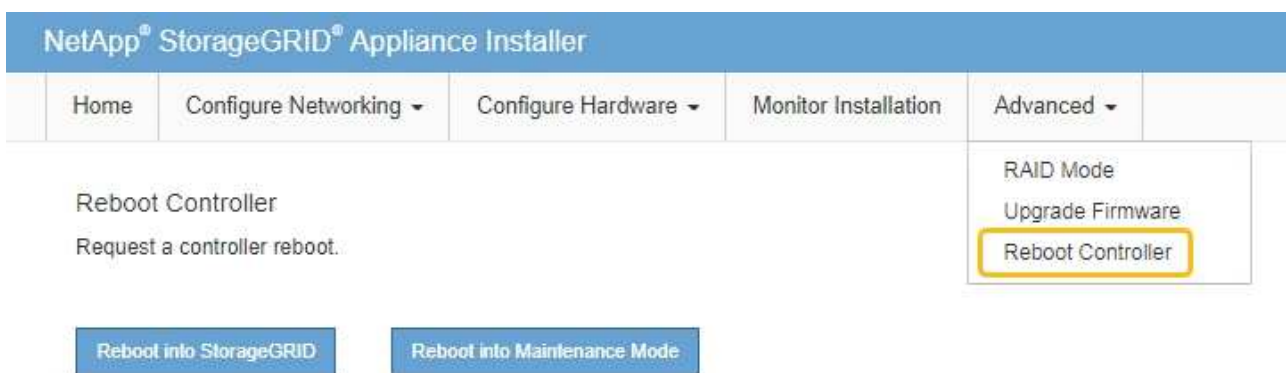 NetApp® StorageGRID® Appliance Installer
Home Configure Networking Configure Hardware Monitor Installation Advanced
RAID Mode
Upgrade Firmware
Reboot Controller
Reboot Controller
Request a controller reboot.
Reboot into StorageGRID Reboot into Maintenance Mode